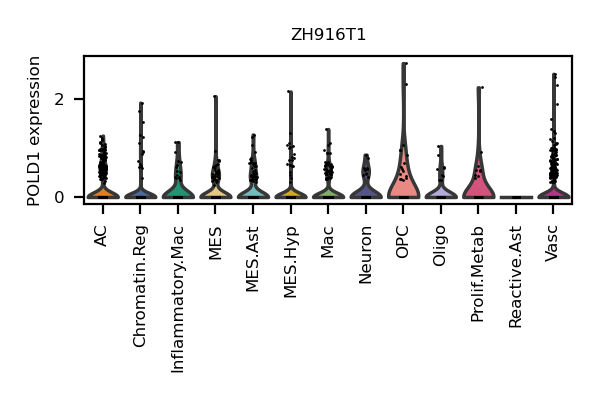 ZH916T1
POLD1 expression
2
0
AC
Chromatin.Reg
Inflammatory.Mac
MES
MES.Ast
MES.Hyp
Mac
Neuron
OPC
Oligo
Prolif.Metab
Reactive.Ast
Vasc